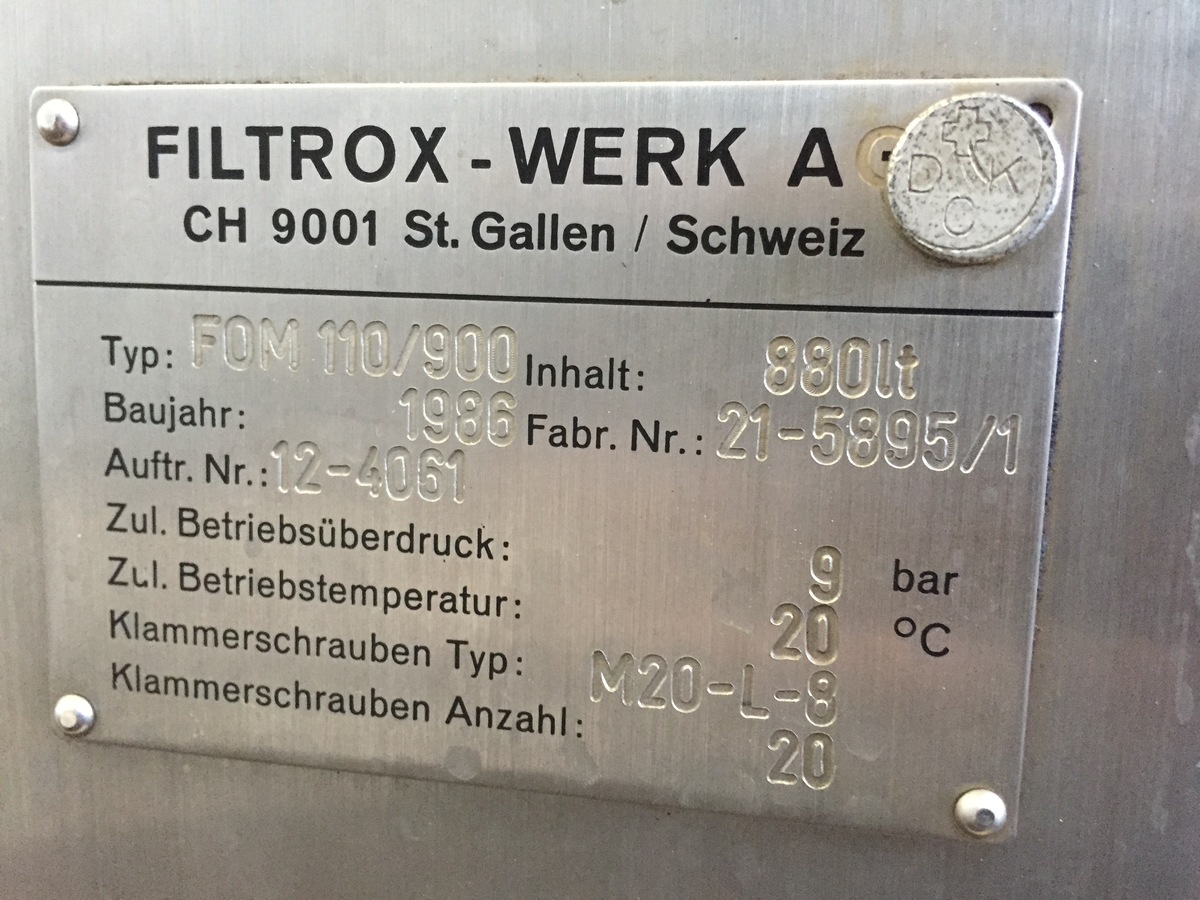 FILTROX - WERK AG
CH 9001 St. Gallen / Schweiz
D K
C
Typ: FOM 110/900 Inhalt: 880lt
Baujahr: 1986 Fabr. Nr.: 21-5895/1
Auftr. Nr.: 12-4061
Zul. Betriebsüberdruck: 9 bar
Zul. Betriebstemperatur: 20 °C
Klammerschrauben Typ: M20-L-8
Klammerschrauben Anzahl: 20